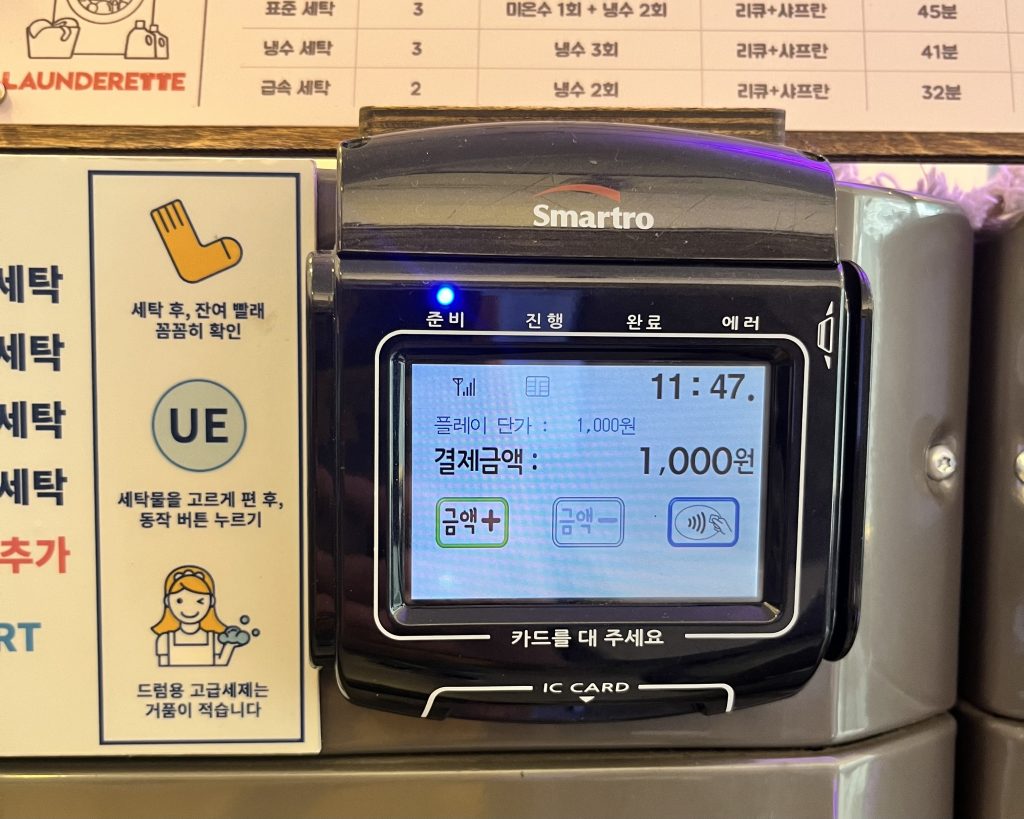 표준 세탁 3 미온수 1회 + 냉수 2회 리큐+샤프란 45분
냉수 세탁 3 냉수 3회 리큐+샤프란 41분
급속 세탁 2 냉수 2회 리큐+샤프란 32분
LAUNDERETTE
세탁
세탁
세탁
세탁
추가
RT
세탁 후, 잔여 빨래
꼼꼼히 확인
UE
세탁물을 고르게 편 후,
동작 버튼 누르기
드럼용 고급세제는
거품이 적습니다
Smartro
준비 진행 완료 에러
11:47.
플레이 단가 : 1,000원
결제금액 : 1,000원
금액+ 금액-
카드를 대 주세요
IC CARD